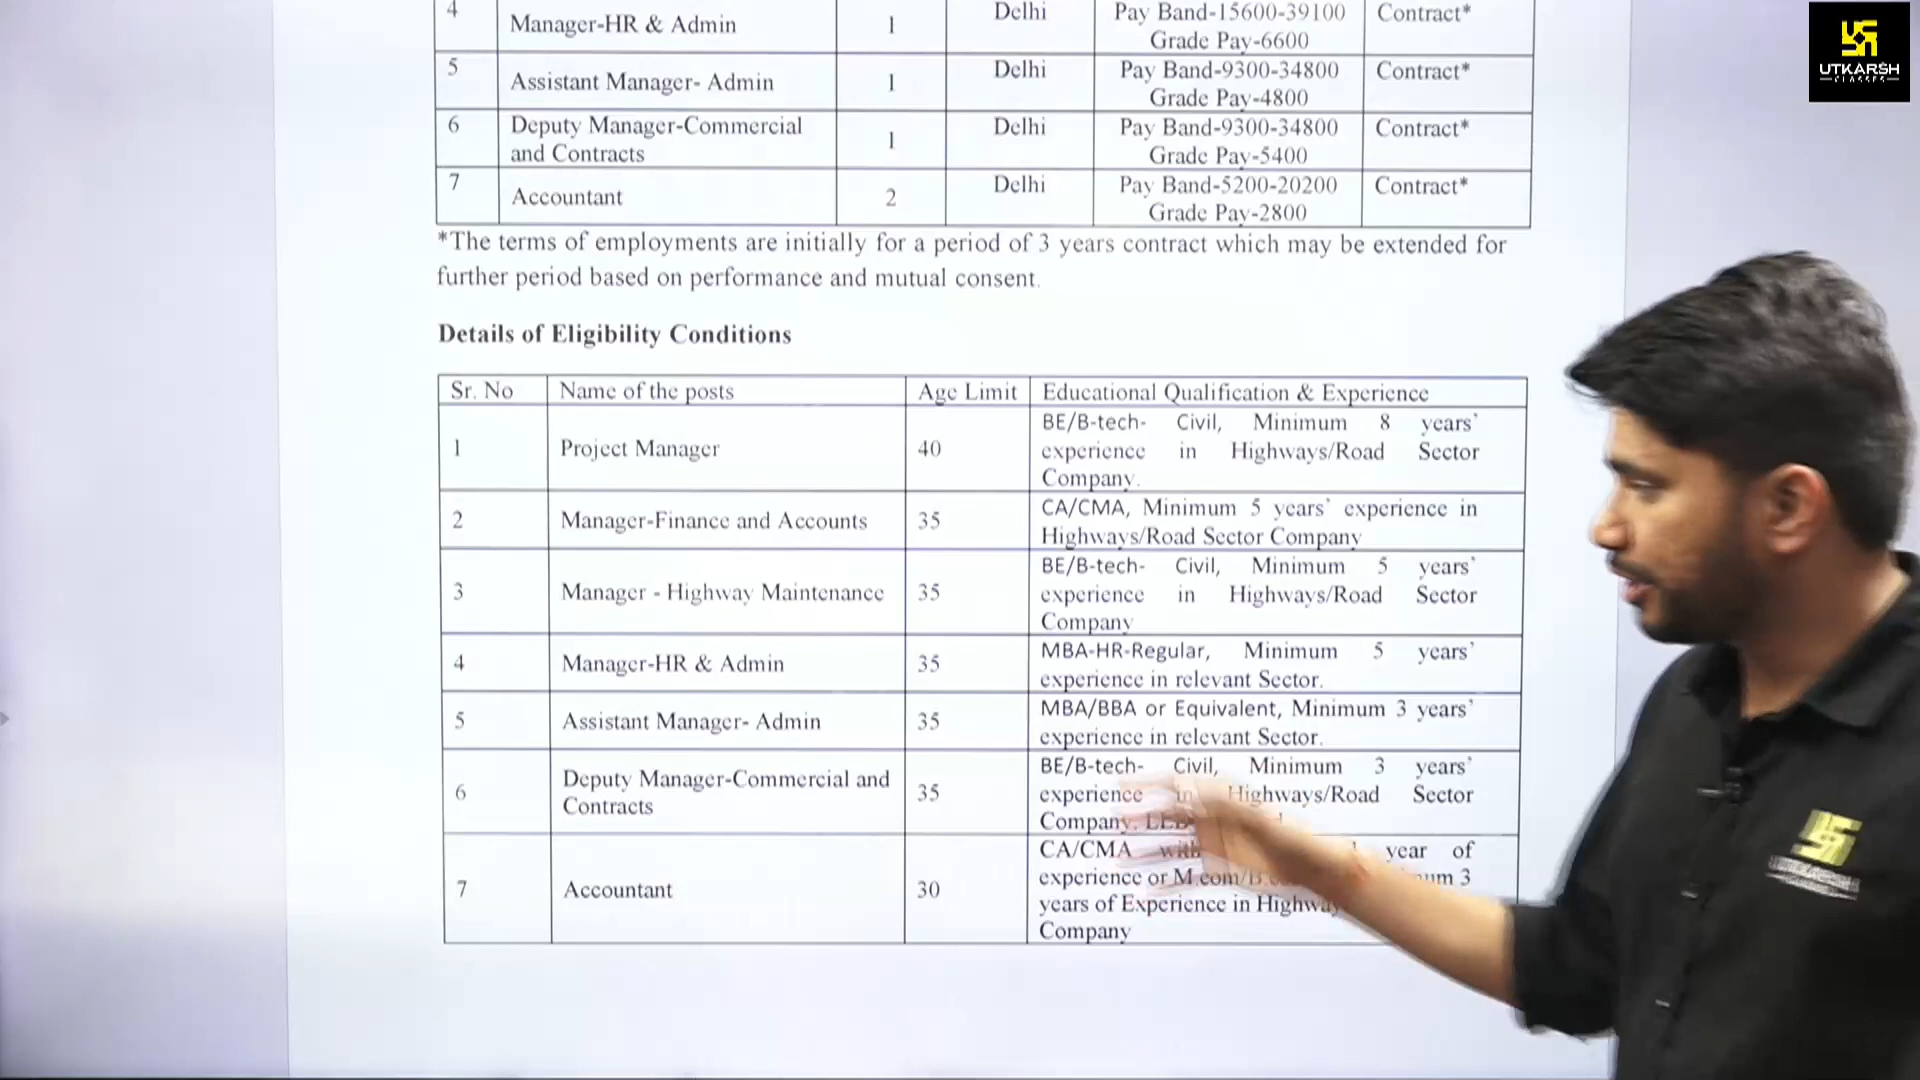 4 Manager-HR & Admin 1 Delhi Pay Band-15600-39100 Contract*
Grade Pay-6600
5 Assistant Manager- Admin 1 Delhi Pay Band-9300-34800 Contract*
Grade Pay-4800
6 Deputy Manager-Commercial 1 Delhi Pay Band-9300-34800 Contract*
and Contracts Grade Pay-5400
7 Accountant 2 Delhi Pay Band-5200-20200 Contract*
Grade Pay-2800
*The terms of employments are initially for a period of 3 years contract which may be extended for
further period based on performance and mutual consent.
Details of Eligibility Conditions
Sr. No Name of the posts Age Limit Educational Qualification & Experience
1 Project Manager 40 BE/B-tech- Civil, Minimum 8 years'
experience in Highways/Road Sector
Company.
2 Manager-Finance and Accounts 35 CA/CMA, Minimum 5 years' experience in
Highways/Road Sector Company
3 Manager - Highway Maintenance 35 BE/B-tech- Civil, Minimum 5 years'
experience in Highways/Road Sector
Company
4 Manager-HR & Admin 35 MBA-HR-Regular, Minimum 5 years'
experience in relevant Sector.
5 Assistant Manager- Admin 35 MBA/BBA or Equivalent, Minimum 3 years'
experience in relevant Sector.
6 Deputy Manager-Commercial and 35 BE/B-tech- Civil, Minimum 3 years'
Contracts experience in Highways/Road Sector
Company.
7 Accountant 30 CA/CMA with year of
experience or M.com/ 3
years of Experience in
Company
UTKARSH
CLASSES